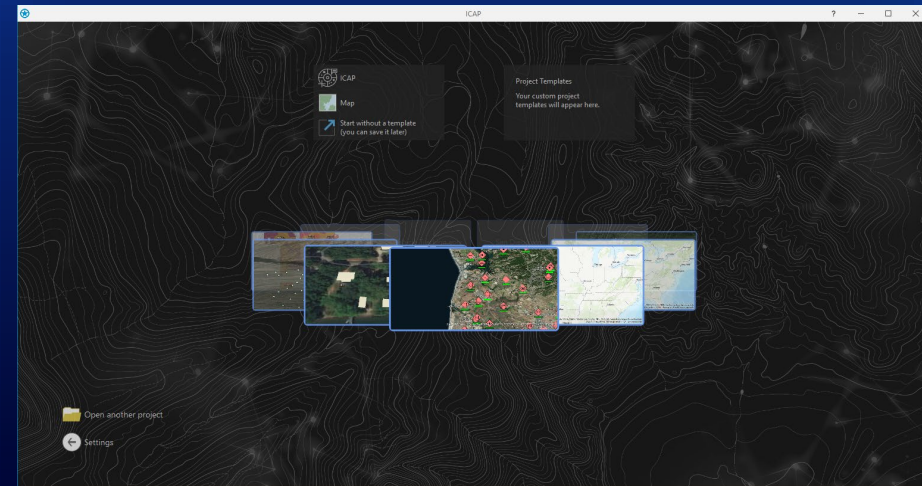 ICAP
?
ICAP
Map
Start without a template
(you can save it later)
Project Templates
Your custom project
templates will appear here.
Open another project
Settings